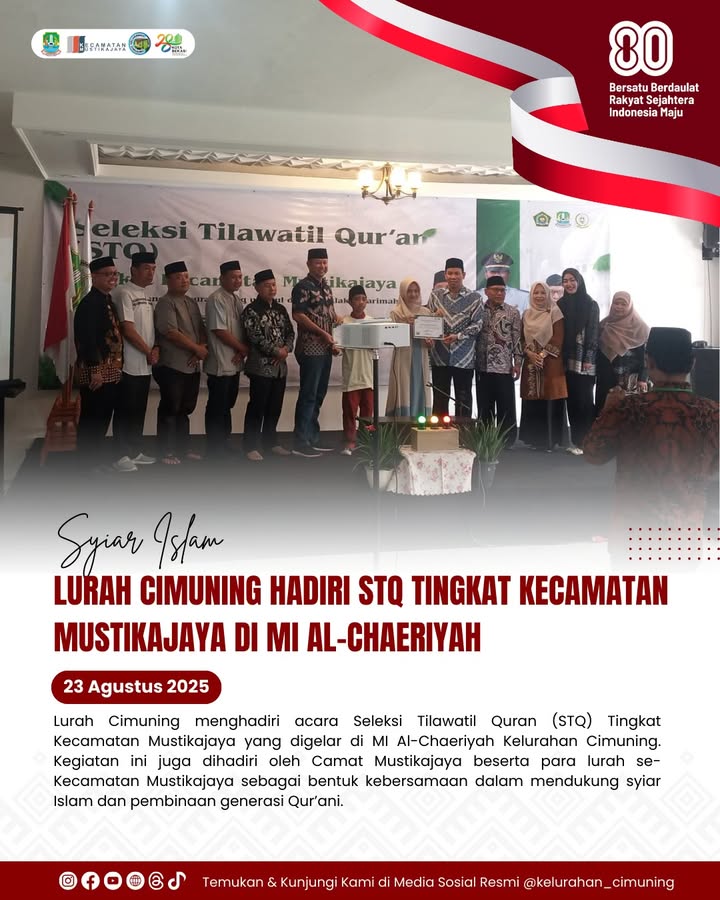 KECAMATAN
MUSTIKAJAYA
KOTA BEKASI
80
Bersatu Berdaulat
Rakyat Sejahtera
Indonesia Maju
Seleksi Tilawatil Qur'an
(STQ)
Kecamatan Mustikajaya
Syiar Islam
LURAH CIMUNING HADIRI STQ TINGKAT KECAMATAN
MUSTIKAJAYA DI MI AL-CHAERIYAH
23 Agustus 2025
Lurah Cimuning menghadiri acara Seleksi Tilawatil Quran (STQ) Tingkat
Kecamatan Mustikajaya yang digelar di MI Al-Chaeriyah Kelurahan Cimuning.
Kegiatan ini juga dihadiri oleh Camat Mustikajaya beserta para lurah se-
Kecamatan Mustikajaya sebagai bentuk kebersamaan dalam mendukung syiar
Islam dan pembinaan generasi Qur'ani.
Temukan & Kunjungi Kami di Media Sosial Resmi @kelurahan_cimuning